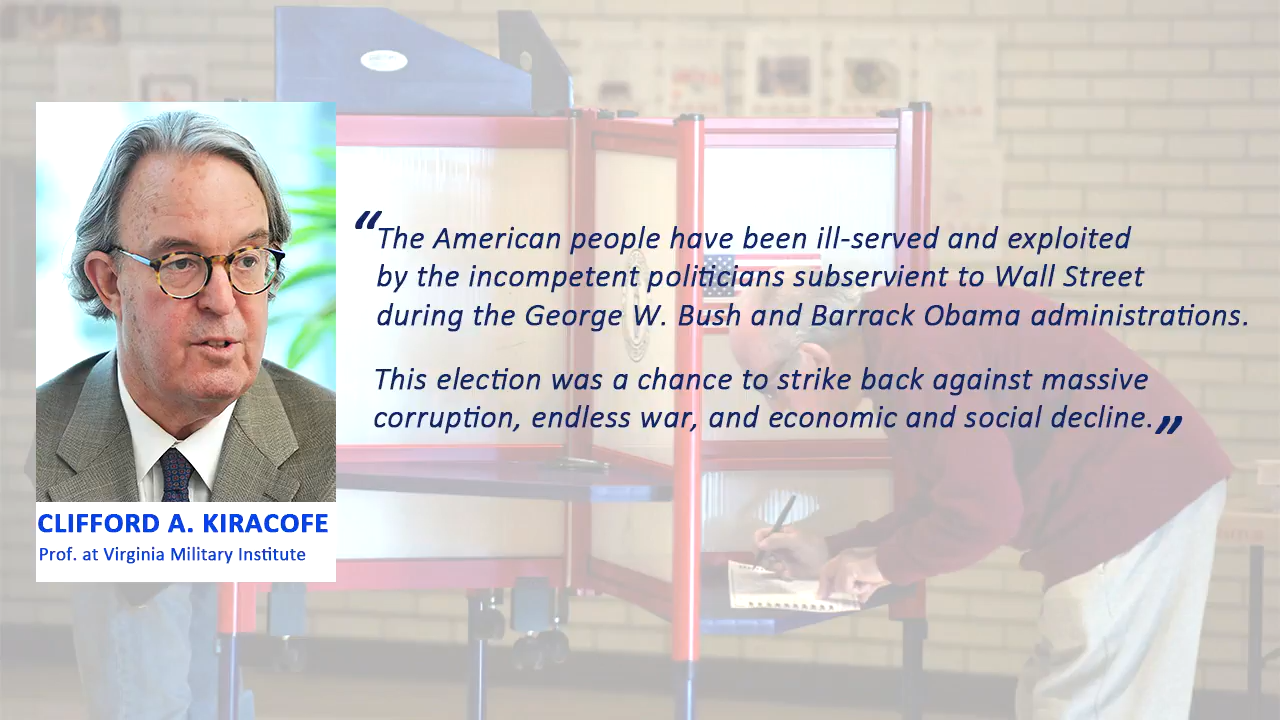 “The American people have been ill-served and exploited
by the incompetent politicians subservient to Wall Street
during the George W. Bush and Barrack Obama administrations.
This election was a chance to strike back against massive
corruption, endless war, and economic and social decline.”
CLIFFORD A. KIRACOFE
Prof. at Virginia Military Institute